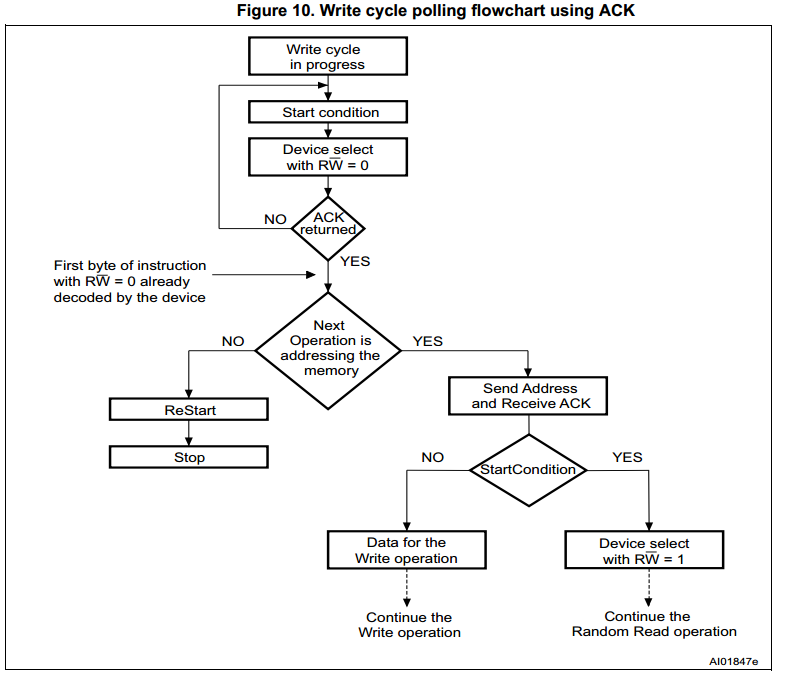 Figure 10. Write cycle polling flowchart using ACK
Write cycle
in progress
Start condition
Device select
with RW̅ = 0
NO
ACK
returned
YES
First byte of instruction
with RW̅ = 0 already
decoded by the device
NO
Next
Operation is
addressing the
memory
YES
ReStart
Send Address
and Receive ACK
Stop
NO
StartCondition
YES
Data for the
Write operation
Device select
with RW̅ = 1
Continue the
Write operation
Continue the
Random Read operation
AI01847e